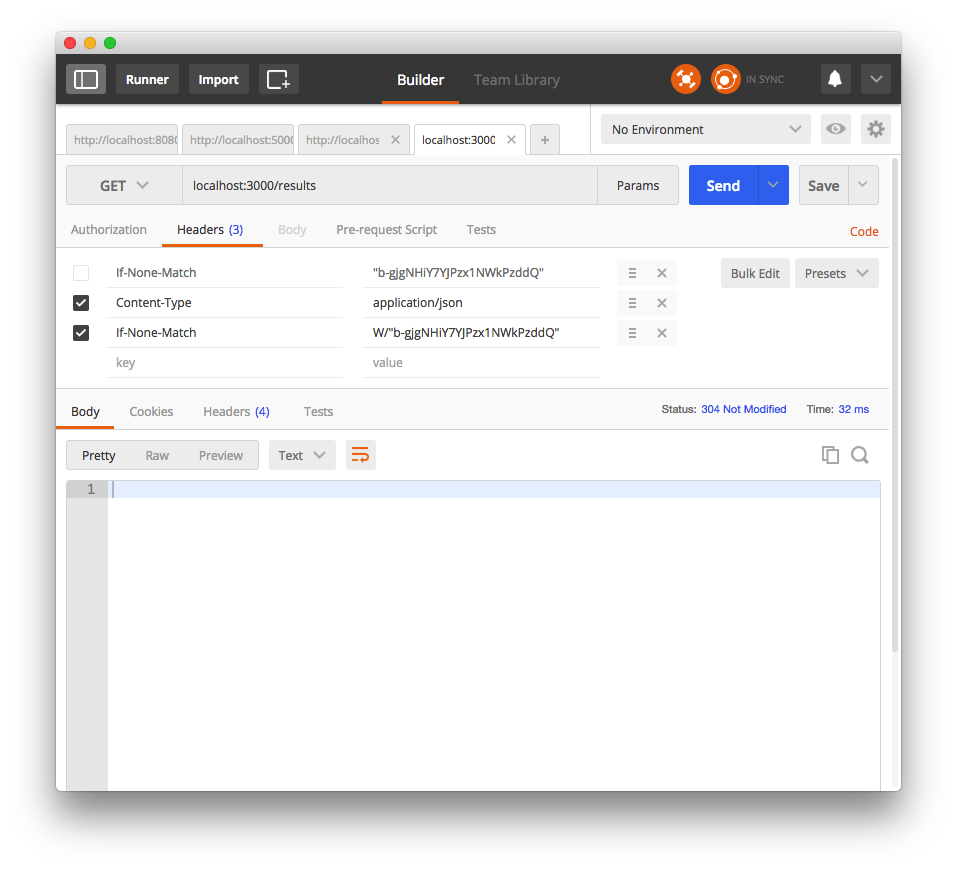 Runner Import Builder Team Library IN SYNC
http://localhost:8080 http://localhost:5000 http://localhos localhost:3000 + No Environment
GET localhost:3000/results Params Send Save
Authorization Headers (3) Body Pre-request Script Tests Code
If-None-Match "b-gjgNHiY7YJPzx1NWkPzddQ" Bulk Edit Presets
Content-Type application/json
If-None-Match W/"b-gjgNHiY7YJPzx1NWkPzddQ"
key value
Body Cookies Headers (4) Tests Status: 304 Not Modified Time: 32 ms
Pretty Raw Preview Text
1